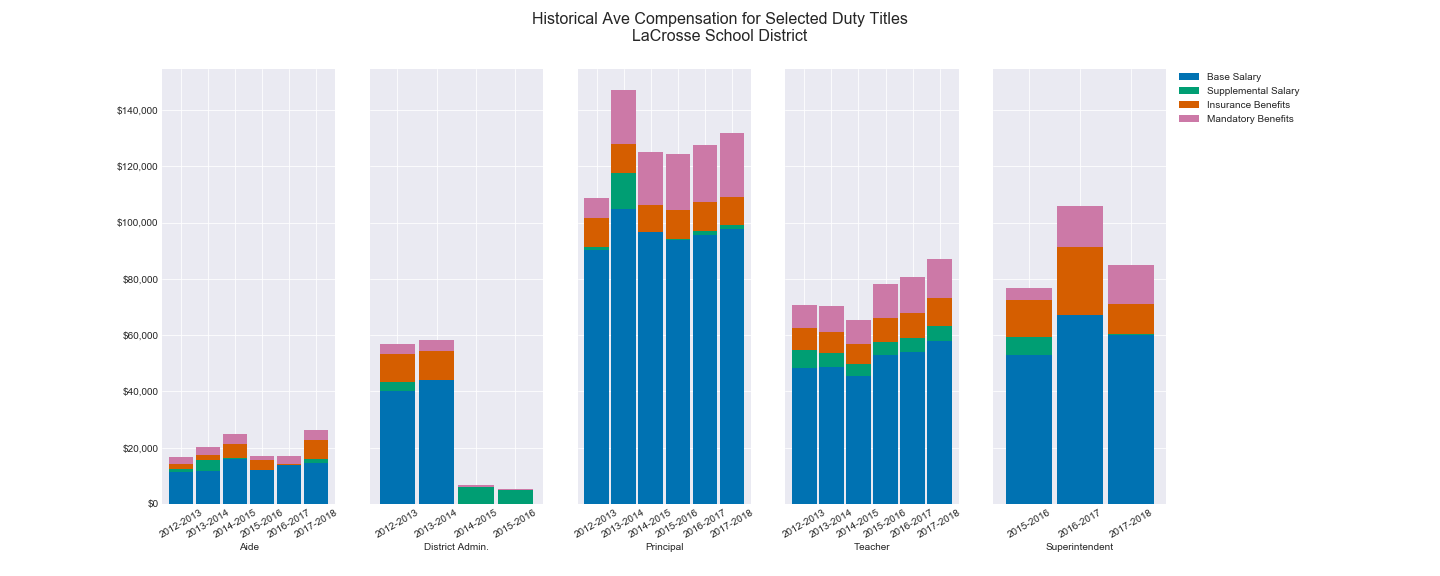 Historical Ave Compensation for Selected Duty Titles
LaCrosse School District
Base Salary
Supplemental Salary
Insurance Benefits
Mandatory Benefits
$140,000
$120,000
$100,000
$80,000
$60,000
$40,000
$20,000
$0
2012-2013 2013-2014 2014-2015 2015-2016 2016-2017 2017-2018
Aide
2012-2013 2013-2014 2014-2015 2015-2016
District Admin.
2012-2013 2013-2014 2014-2015 2015-2016 2016-2017 2017-2018
Principal
2012-2013 2013-2014 2014-2015 2015-2016 2016-2017 2017-2018
Teacher
2015-2016 2016-2017 2017-2018
Superintendent